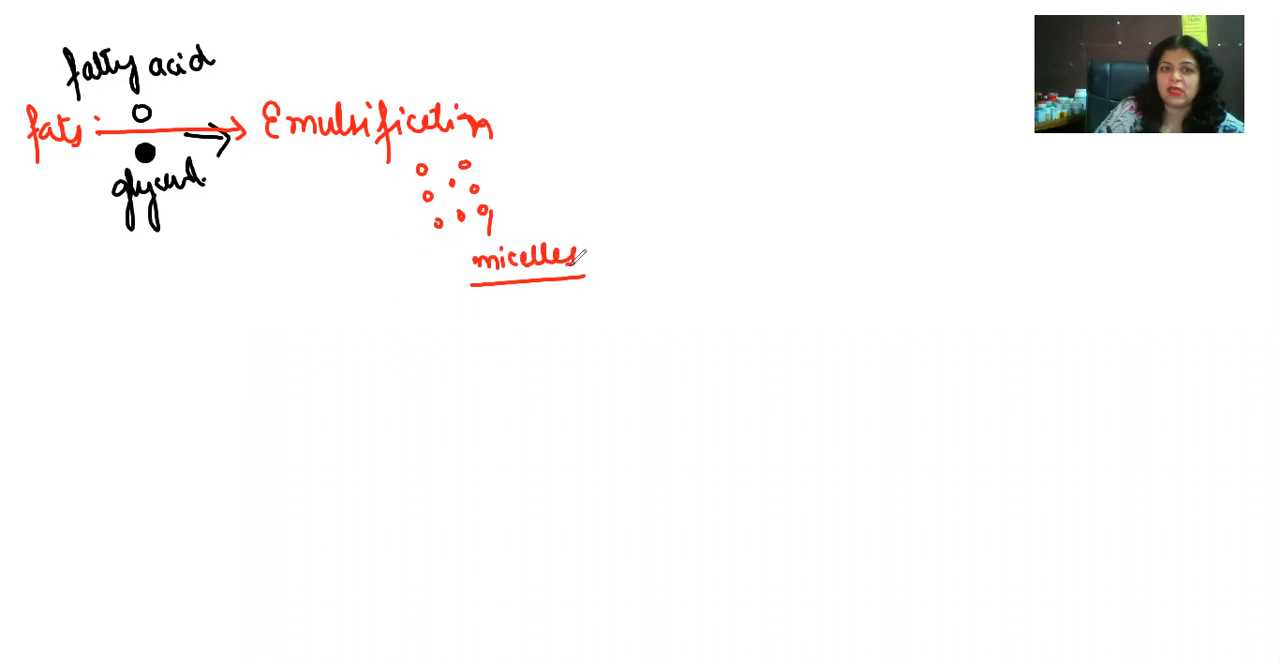 fatty acid
fats
Emulsification
glycerol.
micelles